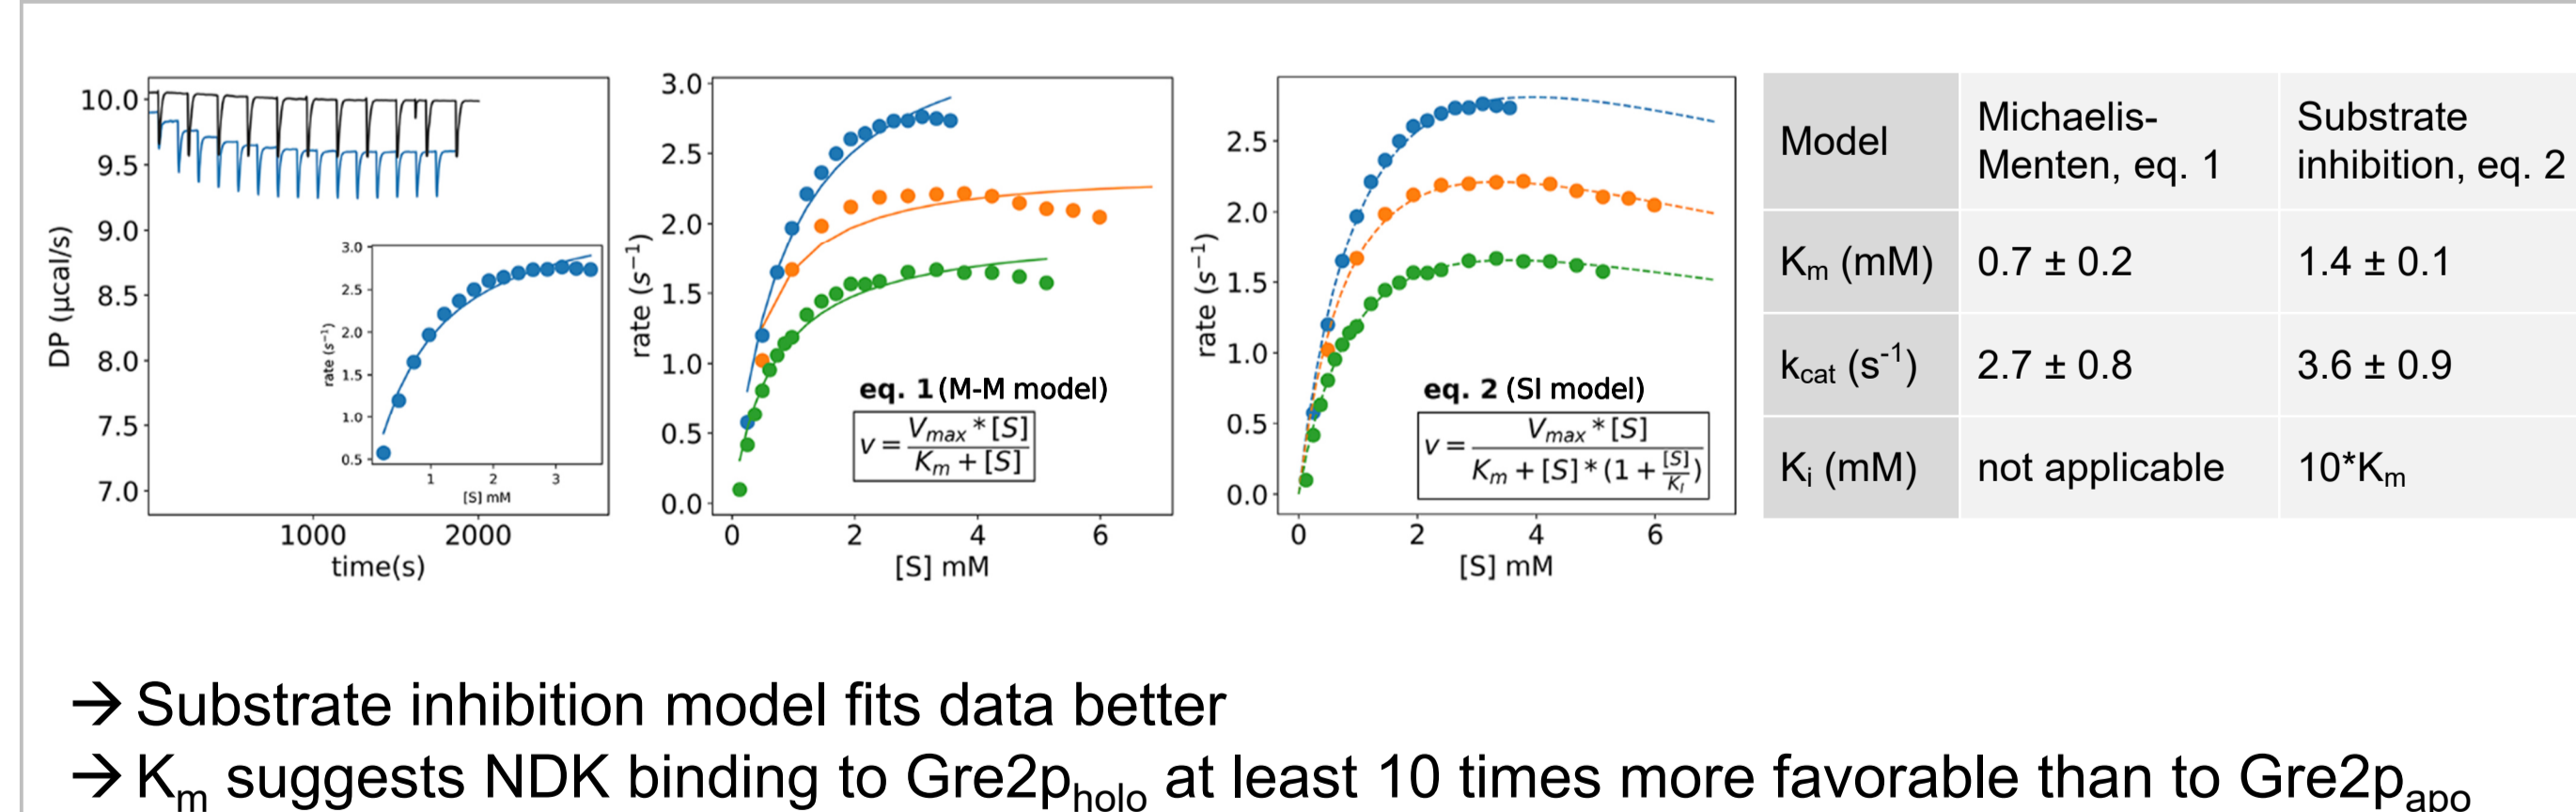 10.0
9.5
9.0
8.5
8.0
7.5
7.0
DP (μcal/s)
1000 2000
time(s)
3.0
2.5
2.0
1.5
1.0
0.5
rate (s⁻¹)
1 2 3
[S] mM
3.0
2.5
2.0
1.5
1.0
0.5
0.0
rate (s⁻¹)
eq. 1 (M-M model)
v = Vmax * [S] / Km + [S]
0 2 4 6
[S] mM
2.5
2.0
1.5
1.0
0.5
0.0
rate (s⁻¹)
eq. 2 (SI model)
v = Vmax * [S] / Km + [S] * (1 + [S]/KI)
0 2 4 6
[S] mM
Model
Michaelis-
Menten, eq. 1
Substrate
inhibition, eq. 2
Km (mM) 0.7 ± 0.2 1.4 ± 0.1
kcat (s-1) 2.7 ± 0.8 3.6 ± 0.9
Ki (mM) not applicable 10*Km
→ Substrate inhibition model fits data better
→ Km suggests NDK binding to Gre2pholo at least 10 times more favorable than to Gre2papo